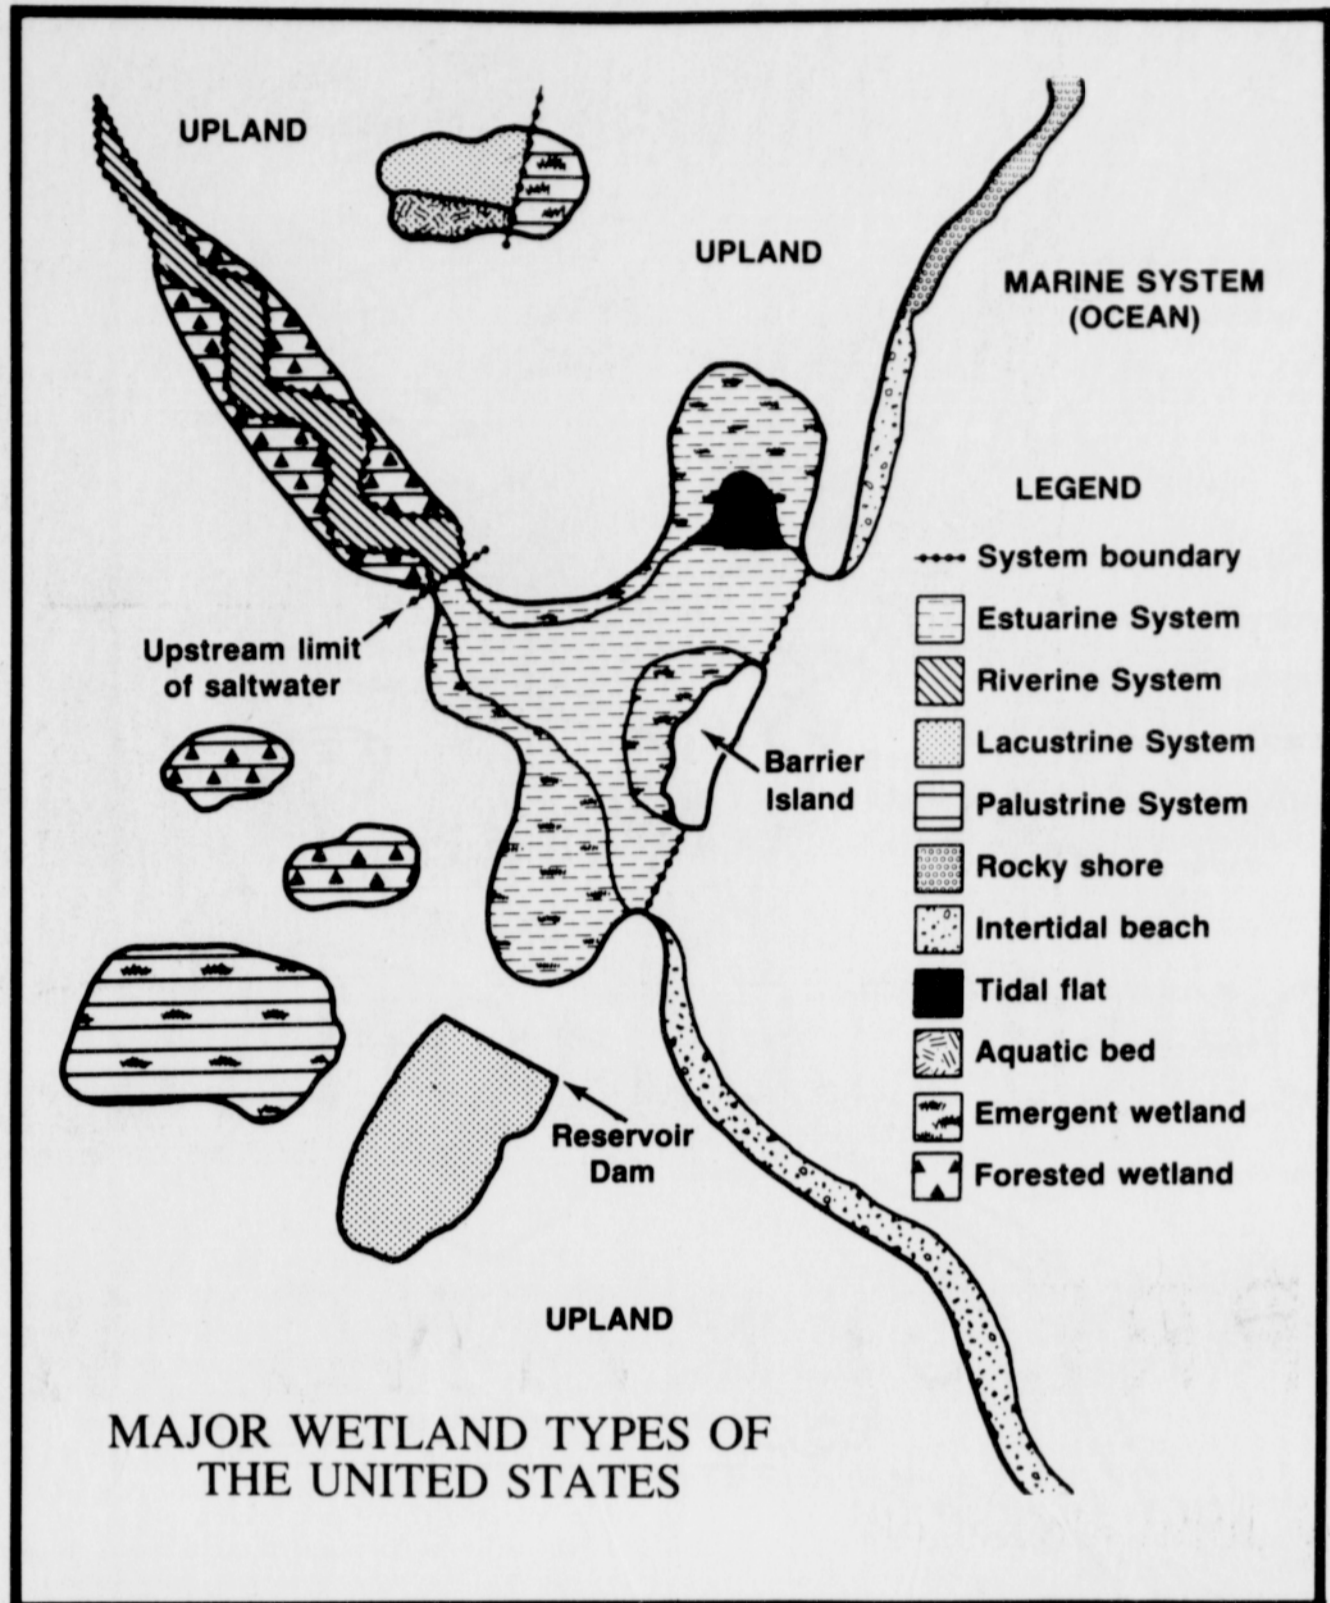 UPLAND
UPLAND
MARINE SYSTEM
(OCEAN)
LEGEND
System boundary
Estuarine System
Riverine System
Lacustrine System
Palustrine System
Rocky shore
Intertidal beach
Tidal flat
Aquatic bed
Emergent wetland
Forested wetland
Upstream limit
of saltwater
Barrier
Island
Reservoir
Dam
UPLAND
MAJOR WETLAND TYPES OF
THE UNITED STATES